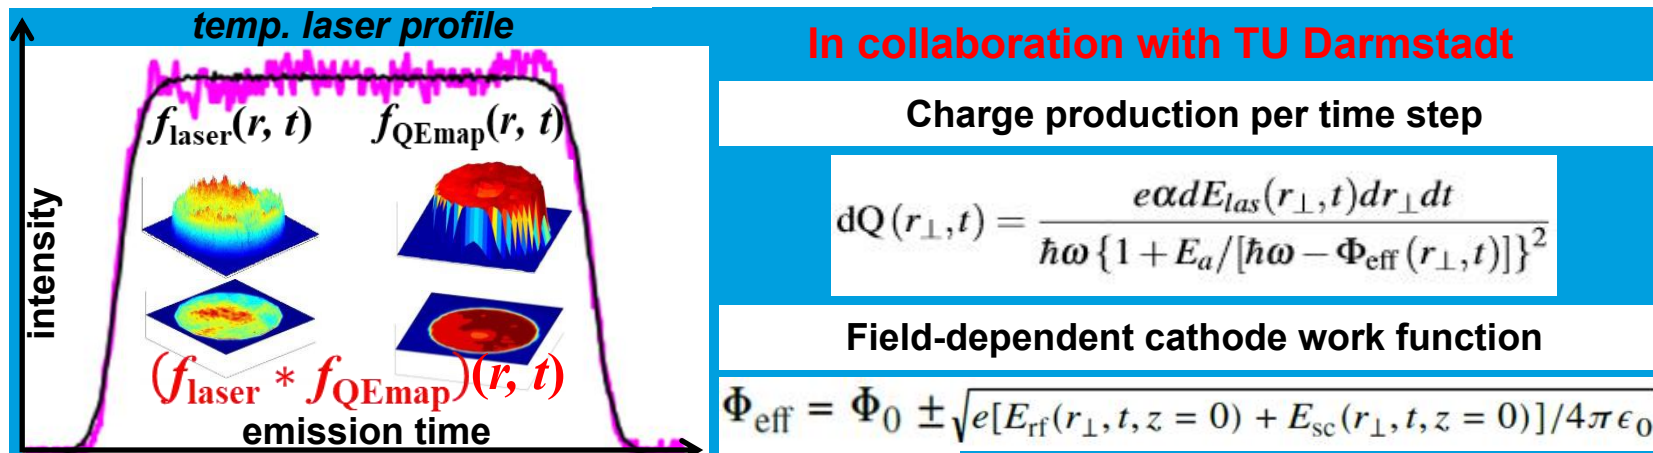 temp. laser profile
f_laser(r, t) f_QEmap(r, t)
intensity
(f_laser * f_QEmap)(r, t)
emission time
In collaboration with TU Darmstadt
Charge production per time step
dQ(r⊥,t) = eαdE_las(r⊥,t)dr⊥dt / ħω{1 + E_a/[ħω − Φ_eff(r⊥,t)]}²
Field-dependent cathode work function
Φ_eff = Φ_0 ±√e[E_rf(r⊥, t, z = 0) + E_sc(r⊥, t, z = 0)]/4πϵ_0